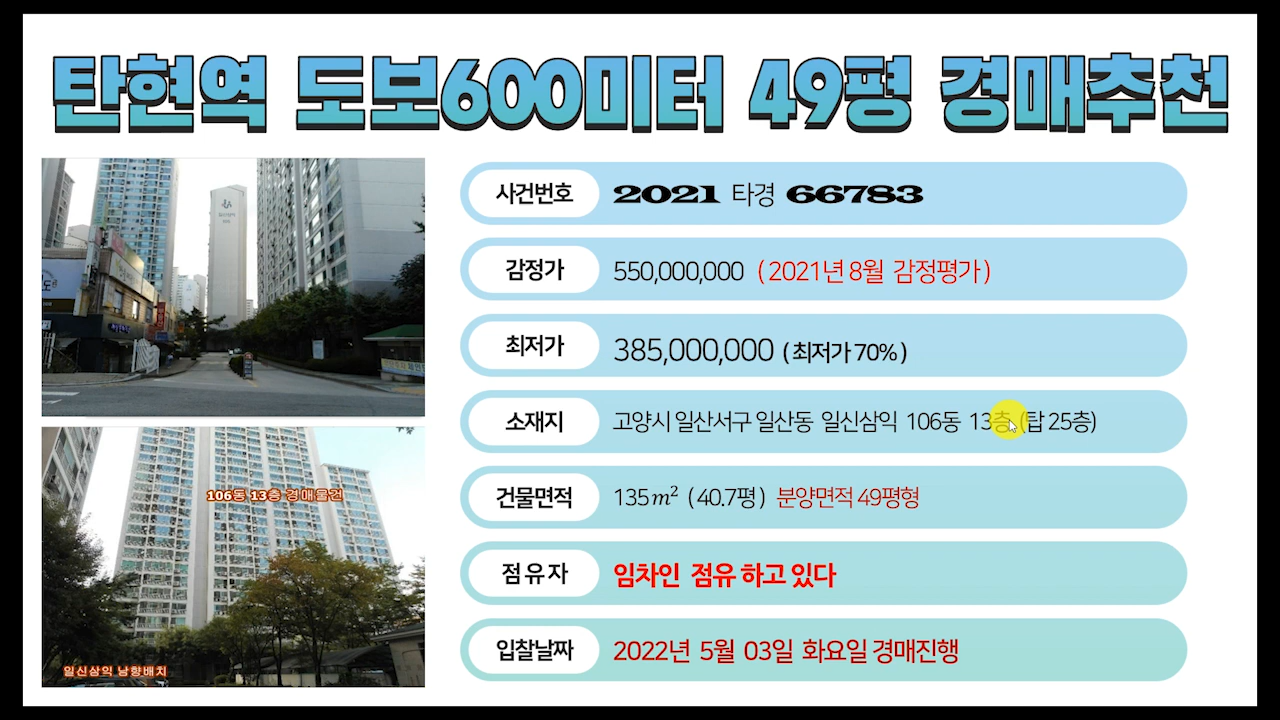 탄현역 도보600미터 49평 경매추천
사건번호 2021 타경 66783
감정가 550,000,000 (2021년 8월 감정평가)
최저가 385,000,000 (최저가 70%)
소재지 고양시 일산서구 일산동 일신삼익 106동 13층 (탑 25층)
건물면적 135m² (40.7평) 분양면적 49평형
점유자 임차인 점유 하고 있다
입찰날짜 2022년 5월 03일 화요일 경매진행
106동 13층 경매물건
일신삼익 남향배치